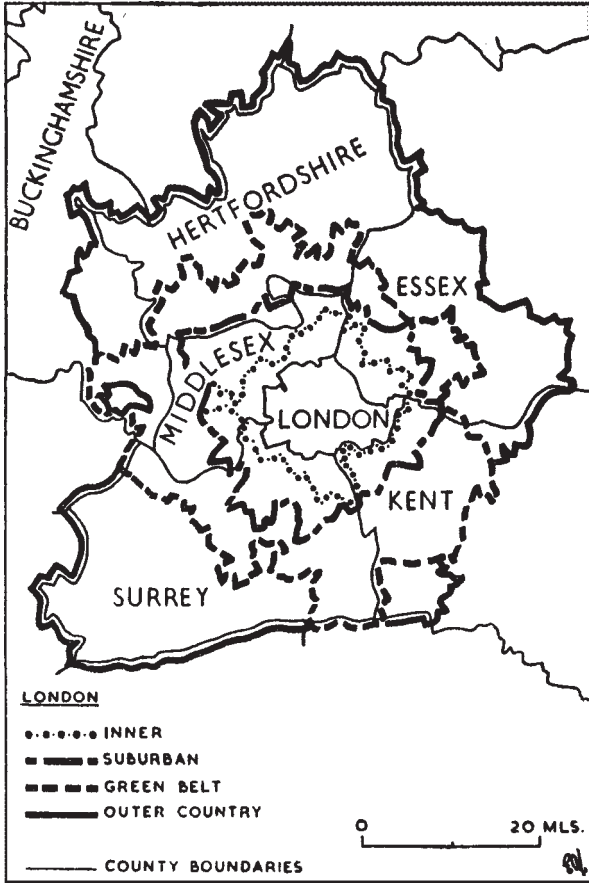 BUCKINGHAMSHIRE
HERTFORDSHIRE
ESSEX
MIDDLESEX
LONDON
KENT
SURREY
LONDON
INNER
SUBURBAN
GREEN BELT
OUTER COUNTRY
0 20 MLS.
COUNTY BOUNDARIES